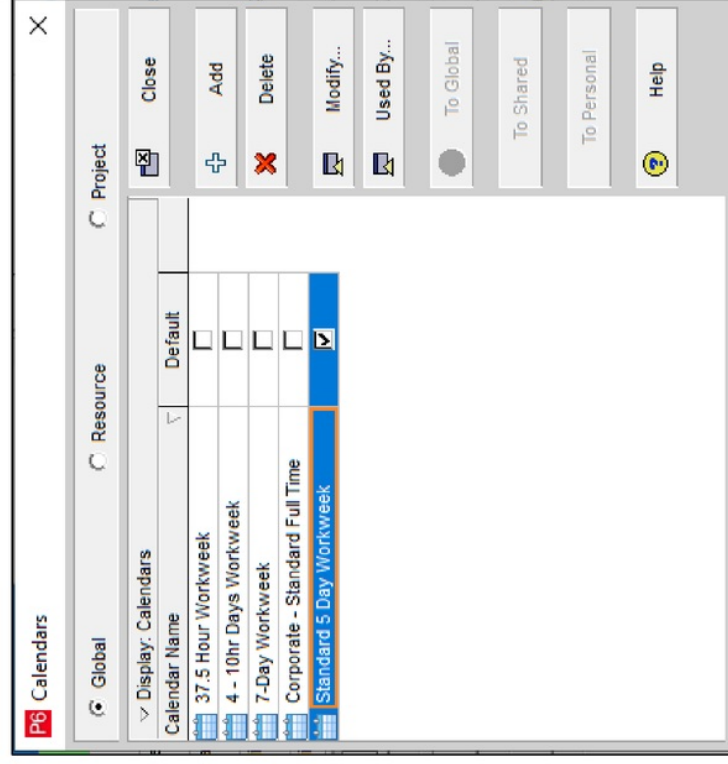 P6 Calendars
Global Resource Project
Display: Calendars
Calendar Name Default
37.5 Hour Workweek
4 - 10hr Days Workweek
7-Day Workweek
Corporate - Standard Full Time
Standard 5 Day Workweek
Close
Add
Delete
Modify...
Used By...
To Global
To Shared
To Personal
Help